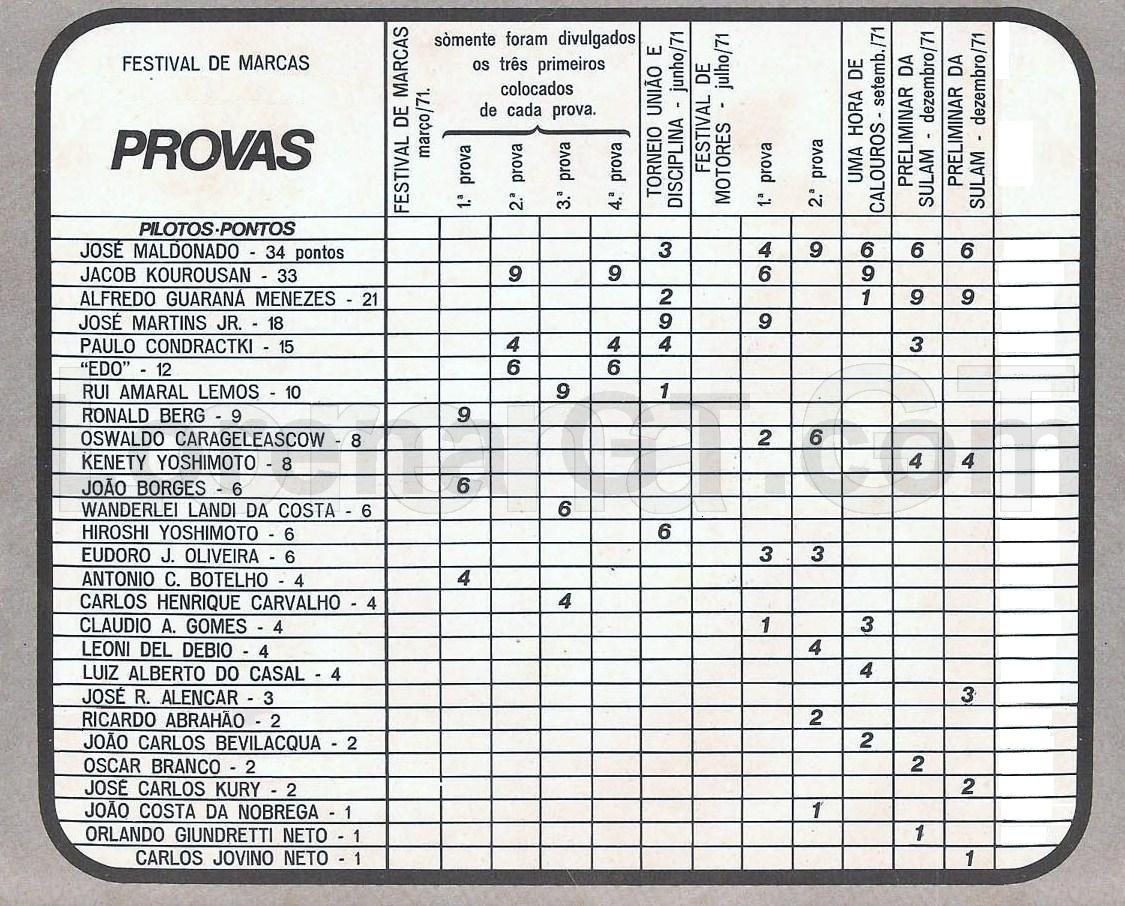 FESTIVAL DE MARCAS
PROVAS
FESTIVAL DE MARCAS
março/71.
sòmente foram divulgados
os três primeiros
colocados
de cada prova.
1.ª prova
2.ª prova
3.ª prova
4.ª prova
TORNEIO UNIÃO E
DISCIPLINA - junho/71
FESTIVAL DE
MOTORES - julho/71
1.ª prova
2.ª prova
UMA HORA DE
CALOUROS - setemb./71
PRELIMINAR DA
SULAM - dezembro/71
PRELIMINAR DA
SULAM - dezembro/71
PILOTOS·PONTOS
JOSÉ MALDONADO - 34 pontos 3 4 9 6 6 6
JACOB KOUROUSAN - 33 9 9 6 9
ALFREDO GUARANÁ MENEZES - 21 2 1 9 9
JOSÉ MARTINS JR. - 18 9 9
PAULO CONDRACTKI - 15 4 4 4 3
“EDO” - 12 6 6
RUI AMARAL LEMOS - 10 9 1
RONALD BERG - 9 9
OSWALDO CARAGELEASCOW - 8 2 6
KENETY YOSHIMOTO - 8 4 4
JOÃO BORGES - 6 6
WANDERLEI LANDI DA COSTA - 6 6
HIROSHI YOSHIMOTO - 6 6
EUDORO J. OLIVEIRA - 6 3 3
ANTONIO C. BOTELHO - 4 4
CARLOS HENRIQUE CARVALHO - 4 4
CLAUDIO A. GOMES - 4 1 3
LEONI DEL DEBIO - 4 4
LUIZ ALBERTO DO CASAL - 4 4
JOSÉ R. ALENCAR - 3 3
RICARDO ABRAHÃO - 2 2
JOÃO CARLOS BEVILACQUA - 2 2
OSCAR BRANCO - 2 2
JOSÉ CARLOS KURY - 2 2
JOÃO COSTA DA NOBREGA - 1 1
ORLANDO GIUNDRETTI NETO - 1 1
CARLOS JOVINO NETO - 1 1